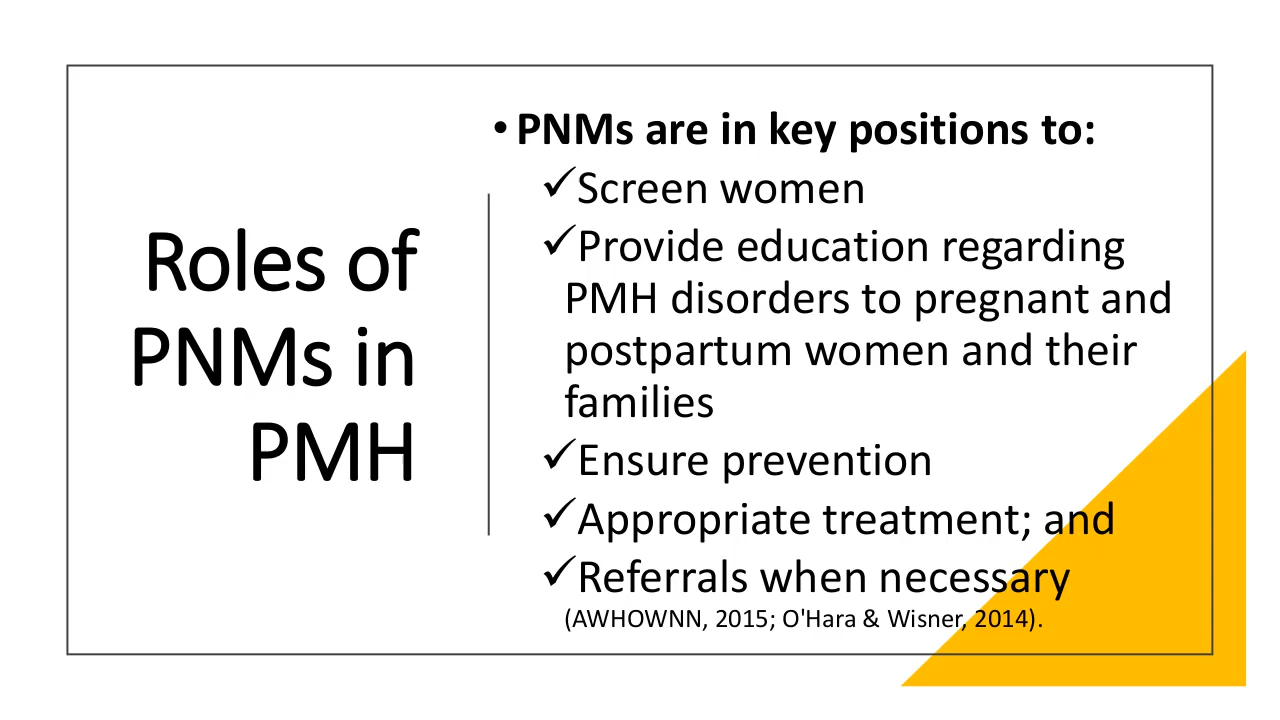 Roles of
PNMs in
PMH
• PNMs are in key positions to:
✓Screen women
✓Provide education regarding
PMH disorders to pregnant and
postpartum women and their
families
✓Ensure prevention
✓Appropriate treatment; and
✓Referrals when necessary
(AWHOWNN, 2015; O'Hara & Wisner, 2014).